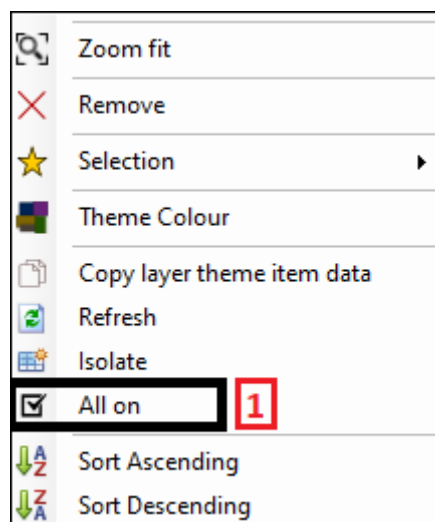 Zoom fit
Remove
Selection
Theme Colour
Copy layer theme item data
Refresh
Isolate
All on 1
Sort Ascending
Sort Descending